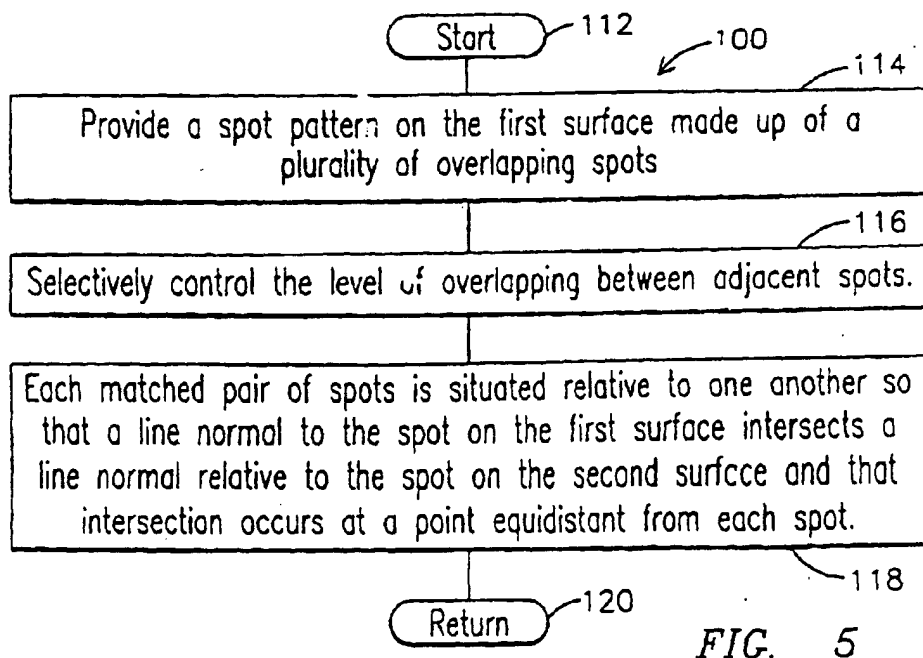 Start
112
100
114
Provide a spot pattern on the first surface made up of a
plurality of overlapping spots
116
Selectively control the level of overlapping between adjacent spots.
Each matched pair of spots is situated relative to one another so
that a line normal to the spot on the first surface intersects a
line normal relative to the spot on the second surfcce and that
intersection occurs at a point equidistant from each spot.
118
Return
120
FIG. 5